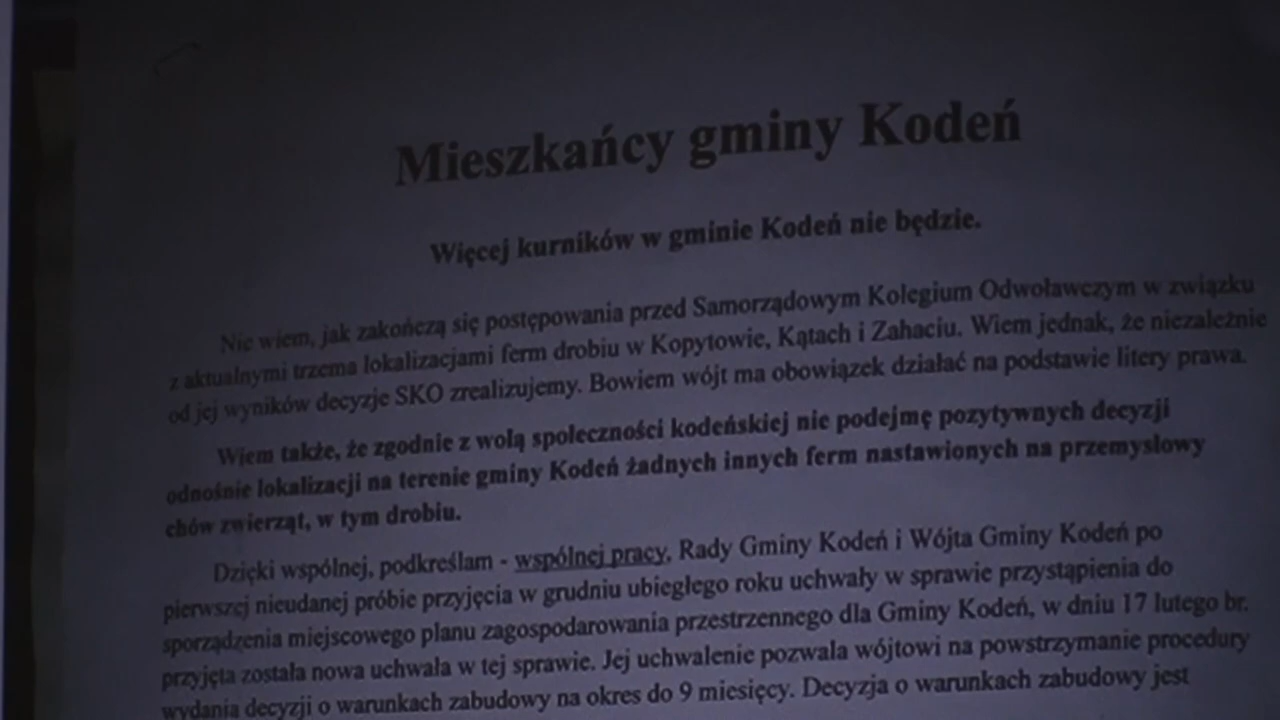 Mieszkańcy gminy Kodeń
Więcej kurników w gminie Kodeń nie będzie.
Nie wiem, jak zakończą się postępowania przed Samorządowym Kolegium Odwoławczym w związku
z aktualnymi trzema lokalizacjami ferm drobiu w Kopytowie, Kątach i Zahaciu. Wiem jednak, że niezależnie
od jej wyników decyzje SKO zrealizujemy. Bowiem wójt ma obowiązek działać na podstawie litery prawa.
Wiem także, że zgodnie z wolą społeczności kodeńskiej nie podejmę pozytywnych decyzji
odnośnie lokalizacji na terenie gminy Kodeń żadnych innych ferm nastawionych na przemysłowy
chów zwierząt, w tym drobiu.
Dzięki wspólnej, podkreślam - wspólnej pracy, Rady Gminy Kodeń i Wójta Gminy Kodeń po
pierwszej nieudanej próbie przyjęcia w grudniu ubiegłego roku uchwały w sprawie przystąpienia do
sporządzenia miejscowego planu zagospodarowania przestrzennego dla Gminy Kodeń, w dniu 17 lutego br.
przyjęta została nowa uchwała w tej sprawie. Jej uchwalenie pozwala wójtowi na powstrzymanie procedury
wydania decyzji o warunkach zabudowy na okres do 9 miesięcy. Decyzja o warunkach zabudowy jest